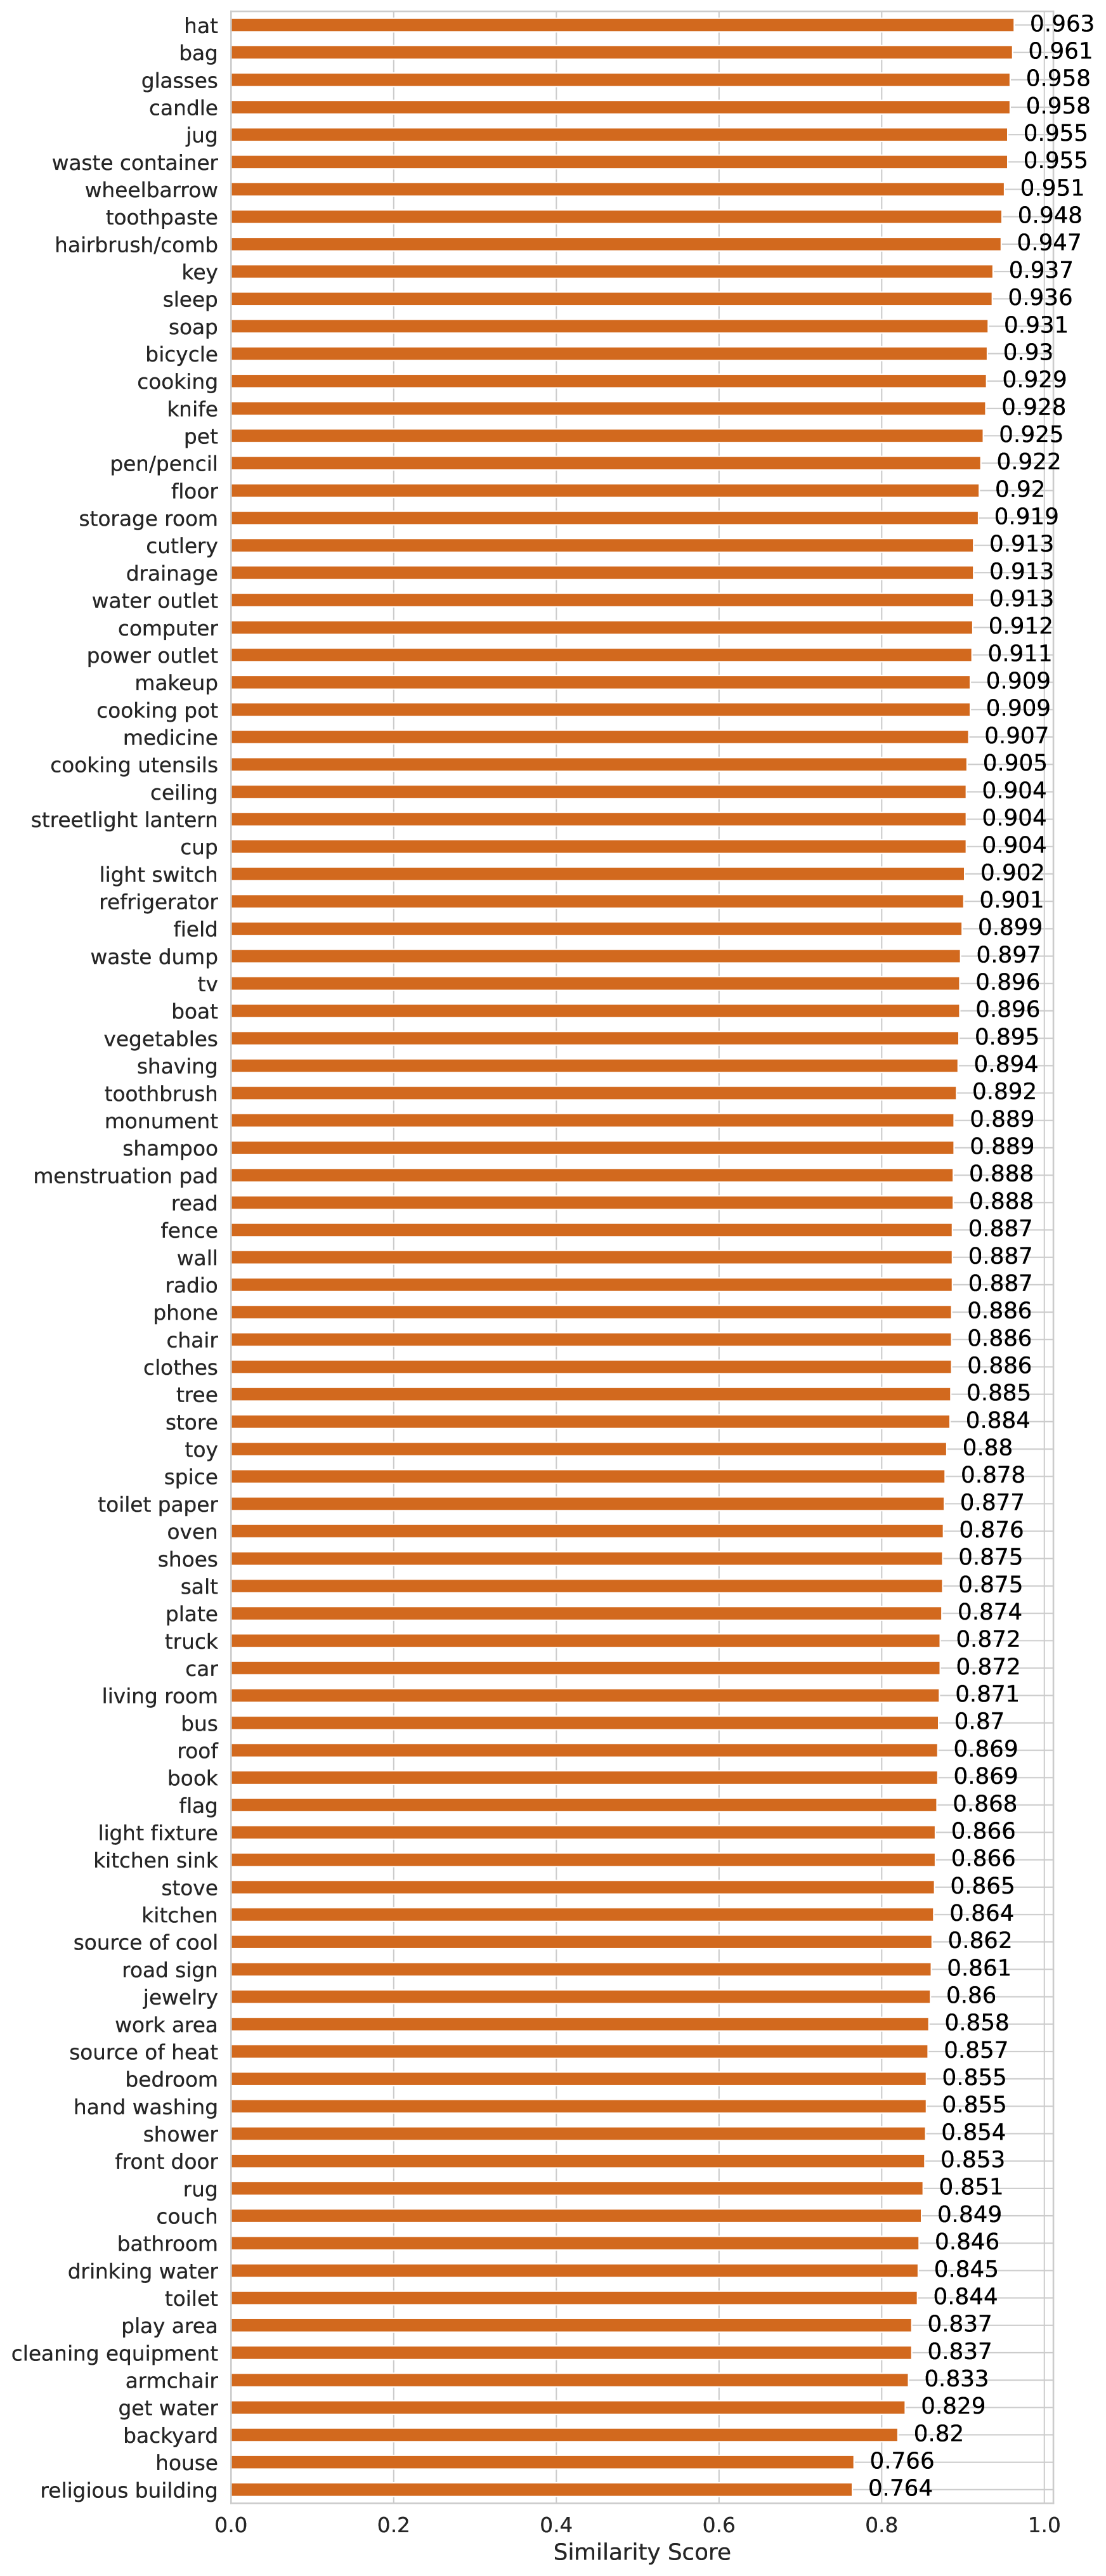 hat 0.963
bag 0.961
glasses 0.958
candle 0.958
jug 0.955
waste container 0.955
wheelbarrow 0.951
toothpaste 0.948
hairbrush/comb 0.947
key 0.937
sleep 0.936
soap 0.931
bicycle 0.93
cooking 0.929
knife 0.928
pet 0.925
pen/pencil 0.922
floor 0.92
storage room 0.919
cutlery 0.913
drainage 0.913
water outlet 0.913
computer 0.912
power outlet 0.911
makeup 0.909
cooking pot 0.909
medicine 0.907
cooking utensils 0.905
ceiling 0.904
streetlight lantern 0.904
cup 0.904
light switch 0.902
refrigerator 0.901
field 0.899
waste dump 0.897
tv 0.896
boat 0.896
vegetables 0.895
shaving 0.894
toothbrush 0.892
monument 0.889
shampoo 0.889
menstruation pad 0.888
read 0.888
fence 0.887
wall 0.887
radio 0.887
phone 0.886
chair 0.886
clothes 0.886
tree 0.885
store 0.884
toy 0.88
spice 0.878
toilet paper 0.877
oven 0.876
shoes 0.875
salt 0.875
plate 0.874
truck 0.872
car 0.872
living room 0.871
bus 0.87
roof 0.869
book 0.869
flag 0.868
light fixture 0.866
kitchen sink 0.866
stove 0.865
kitchen 0.864
source of cool 0.862
road sign 0.861
jewelry 0.86
work area 0.858
source of heat 0.857
bedroom 0.855
hand washing 0.855
shower 0.854
front door 0.853
rug 0.851
couch 0.849
bathroom 0.846
drinking water 0.845
toilet 0.844
play area 0.837
cleaning equipment 0.837
armchair 0.833
get water 0.829
backyard 0.82
house 0.766
religious building 0.764
0.0 0.2 0.4 0.6 0.8 1.0
Similarity Score